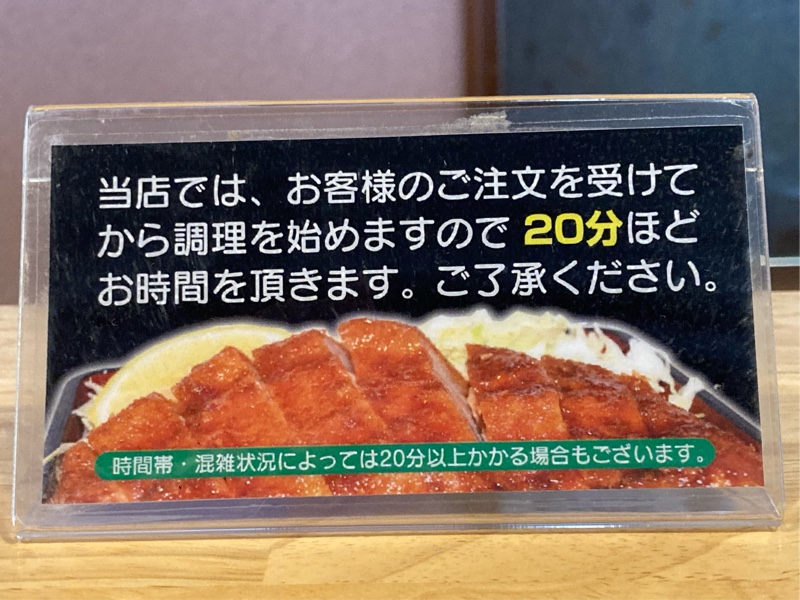 当店では、お客様のご注文を受けて
から調理を始めますので 20分ほど
お時間を頂きます。ご了承ください。
時間帯・混雑状況によっては20分以上かかる場合もございます。